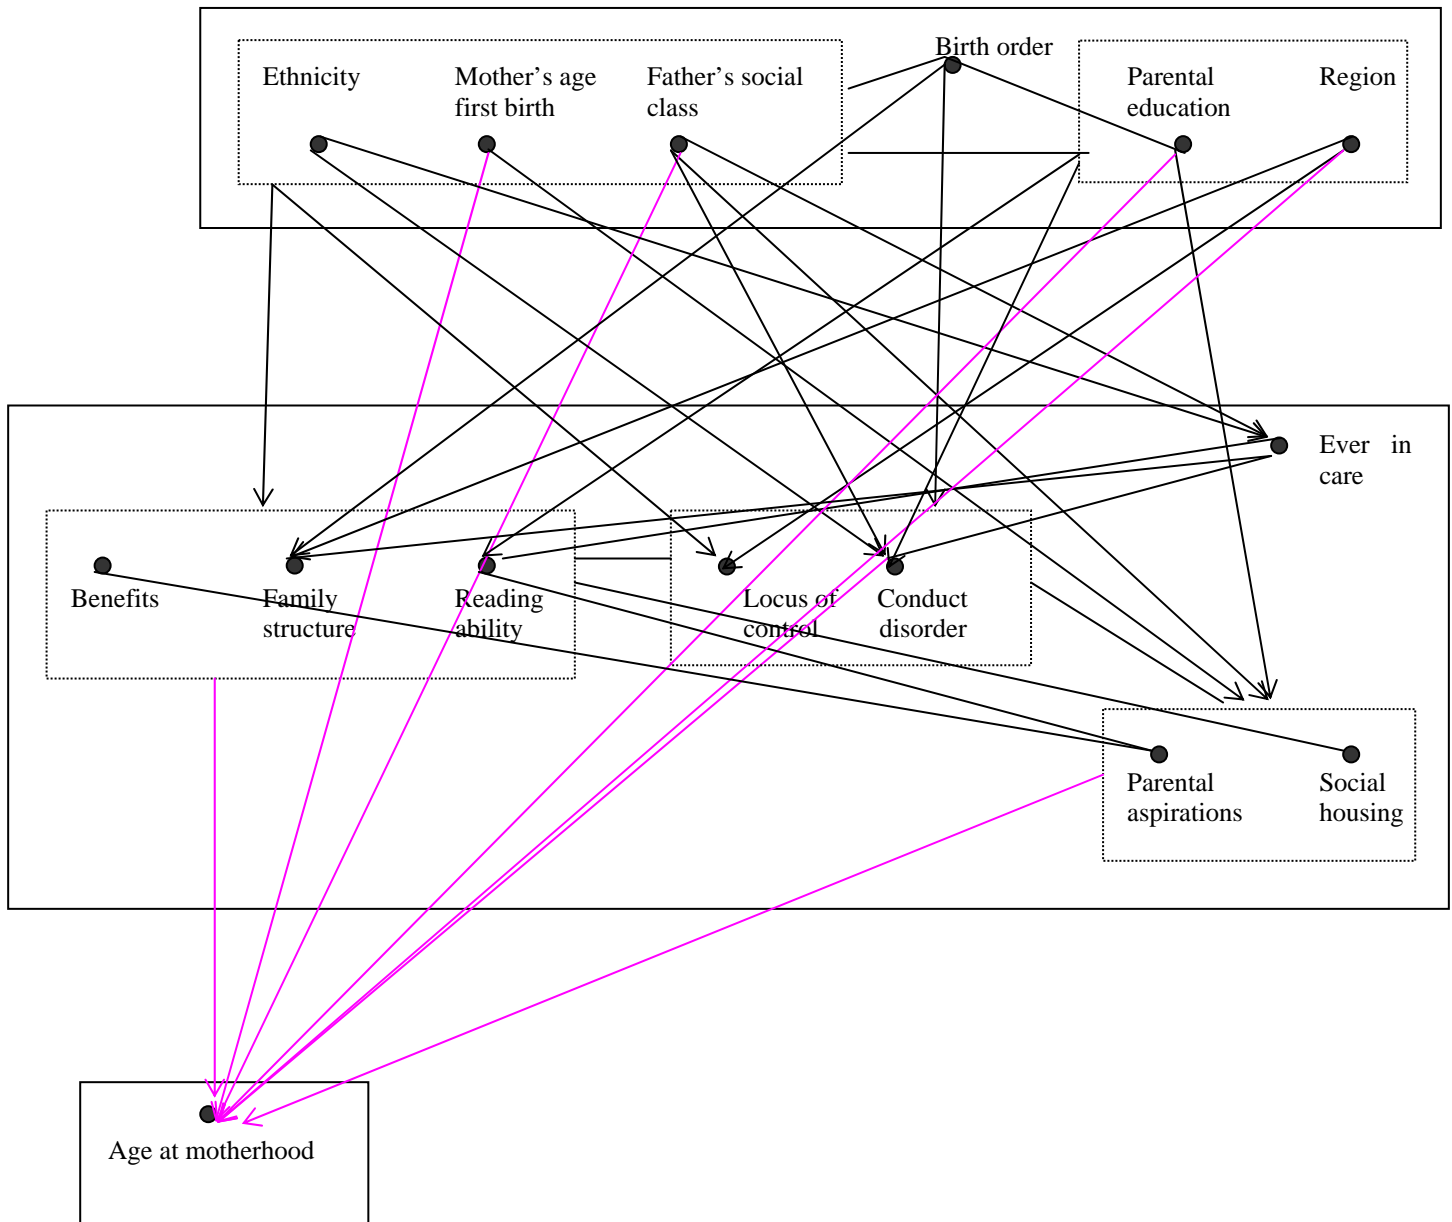 Birth order
Ethnicity
Mother's age
first birth
Father's social
class
Parental
education
Region
Ever in
care
Benefits
Family
structure
Reading
ability
Locus of
control
Conduct
disorder
Parental
aspirations
Social
housing
Age at motherhood